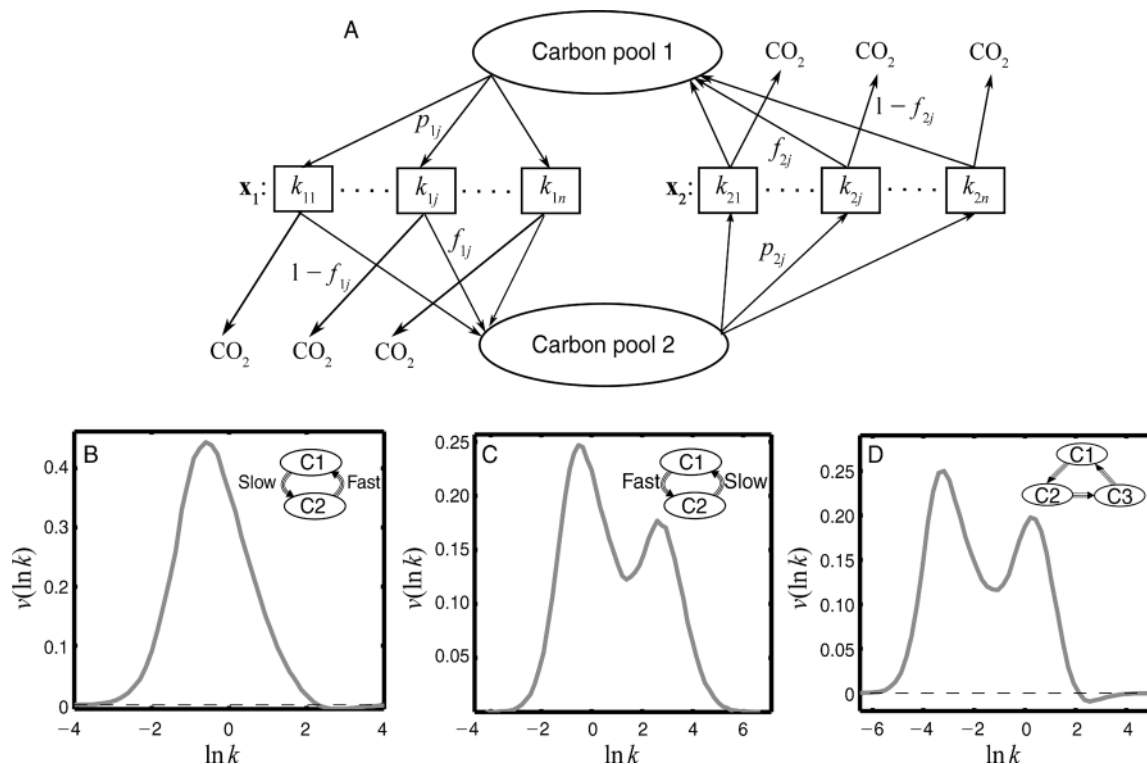 A
Carbon pool 1
CO₂ CO₂ CO₂
p₁ⱼ
1 − f₂ⱼ
f₂ⱼ
x₁: k₁₁ · · · · k₁ⱼ · · · · k₁ₙ
x₂: k₂₁ · · · · k₂ⱼ · · · · k₂ₙ
f₁ⱼ
1 − f₁ⱼ
p₂ⱼ
CO₂ CO₂ CO₂
Carbon pool 2
B
C1
Slow Fast
C2
0.4
0.3
0.2
0.1
0
v(ln k)
−4 −2 0 2 4
ln k
C
C1
Fast Slow
C2
0.25
0.20
0.15
0.10
0.05
v(ln k)
−4 −2 0 2 4 6
ln k
D
C1
C2 C3
0.25
0.20
0.15
0.10
0.05
0
v(ln k)
−6 −4 −2 0 2 4
ln k